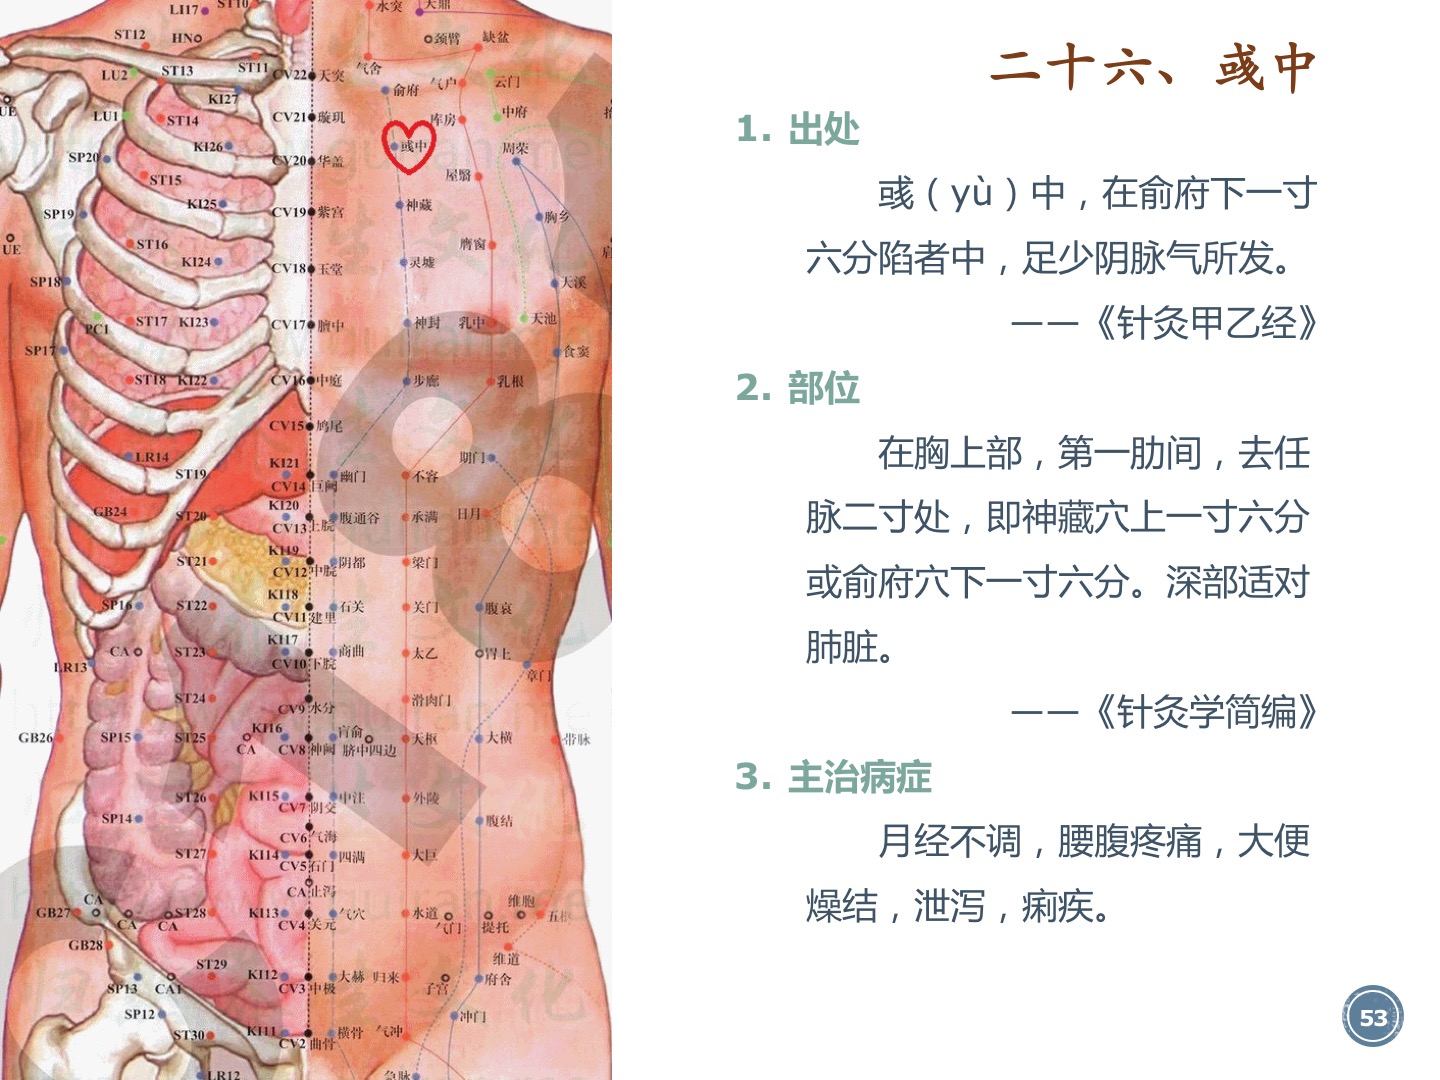 二十六、彧中
1. 出处
彧（yù）中，在俞府下一寸
六分陷者中，足少阴脉气所发。
——《针灸甲乙经》
2. 部位
在胸上部，第一肋间，去任
脉二寸处，即神藏穴上一寸六分
或俞府穴下一寸六分。深部适对
肺脏。
——《针灸学简编》
3. 主治病症
月经不调，腰腹疼痛，大便
燥结，泄泻，痢疾。
53
LI17 ST10 水突 天鼎
ST12 HN 颈臂 缺盆
LU2 ST13 ST11 CV22 天突 气舍 气户 云门
KI27 俞府
UE LU1 ST14 CV21 璇玑 库房 中府
SP20 KI26 CV20 华盖 彧中 周荣
ST15 屋翳
SP19 KI25 CV19 紫宫 神藏 胸乡
UE ST16 膺窗
KI24 CV18 玉堂 灵墟
SP18 天溪
PC1 ST17 KI23 CV17 膻中 神封 乳中 天池
SP17 食窦
ST18 KI22 CV16 中庭 步廊 乳根
CV15 鸠尾
LR14 KI21 期门
ST19 CV14 巨阙 幽门 不容
GB24 KI20
ST20 CV13 上脘 腹通谷 承满 日月
KI19
ST21 CV12 中脘 阴都 梁门
KI18
SP16 ST22 CV11 建里 石关 关门 腹哀
KI17
CA ST23 CV10 下脘 商曲 太乙 胃上
LR13 章门
ST24 CV9 水分 滑肉门
KI16 肓俞
GB26 SP15 ST25 CA CV8 神阙 脐中四边 天枢 大横 带脉
ST26 KI15 CV7 阴交 中注 外陵
SP14 CV6 气海 腹结
ST27 KI14 CV5 石门 四满 大巨
CA CA 止泻 维胞
GB27 CA CA ST28 KI13 CV4 关元 气穴 水道 气门 提托
GB28 维道
ST29
SP13 CA1 KI12 CV3 中极 大赫 归来 子宫 府舍
SP12 冲门
ST30 KI11 CV2 曲骨 横骨 气冲
LR12 急脉